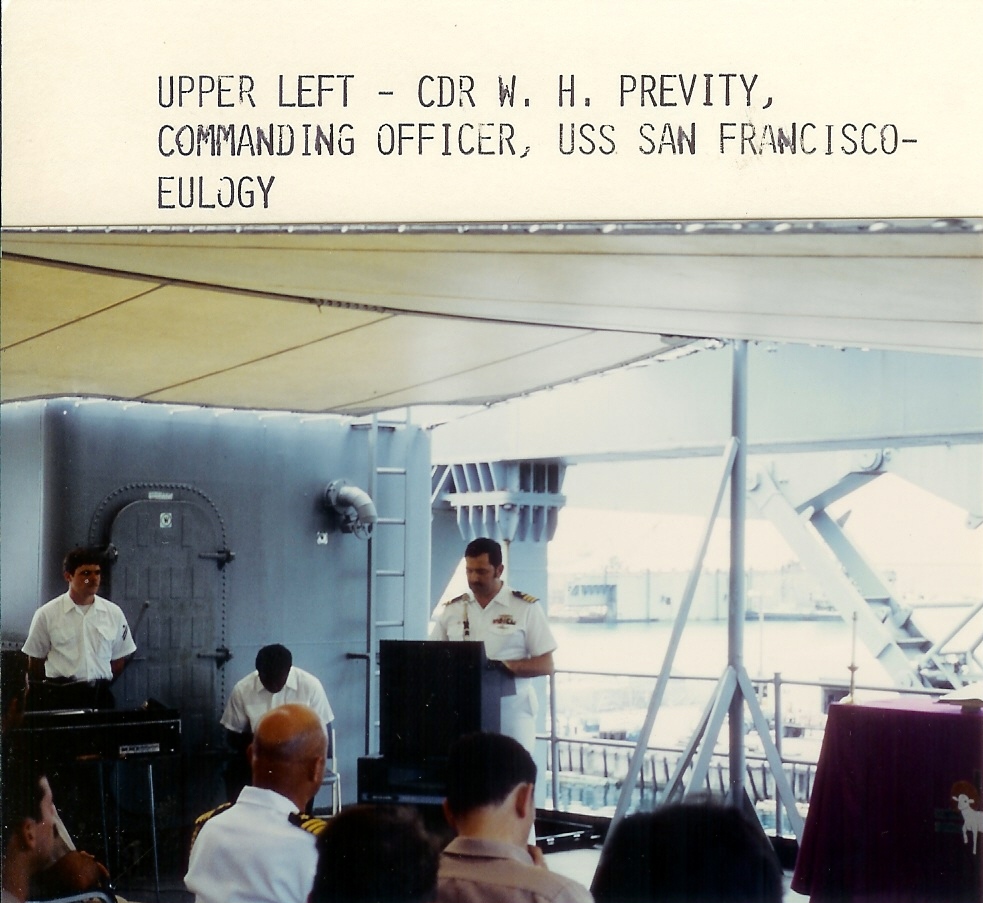 UPPER LEFT - CDR W. H. PREVITY,
COMMANDING OFFICER, USS SAN FRANCISCO-
EULOGY